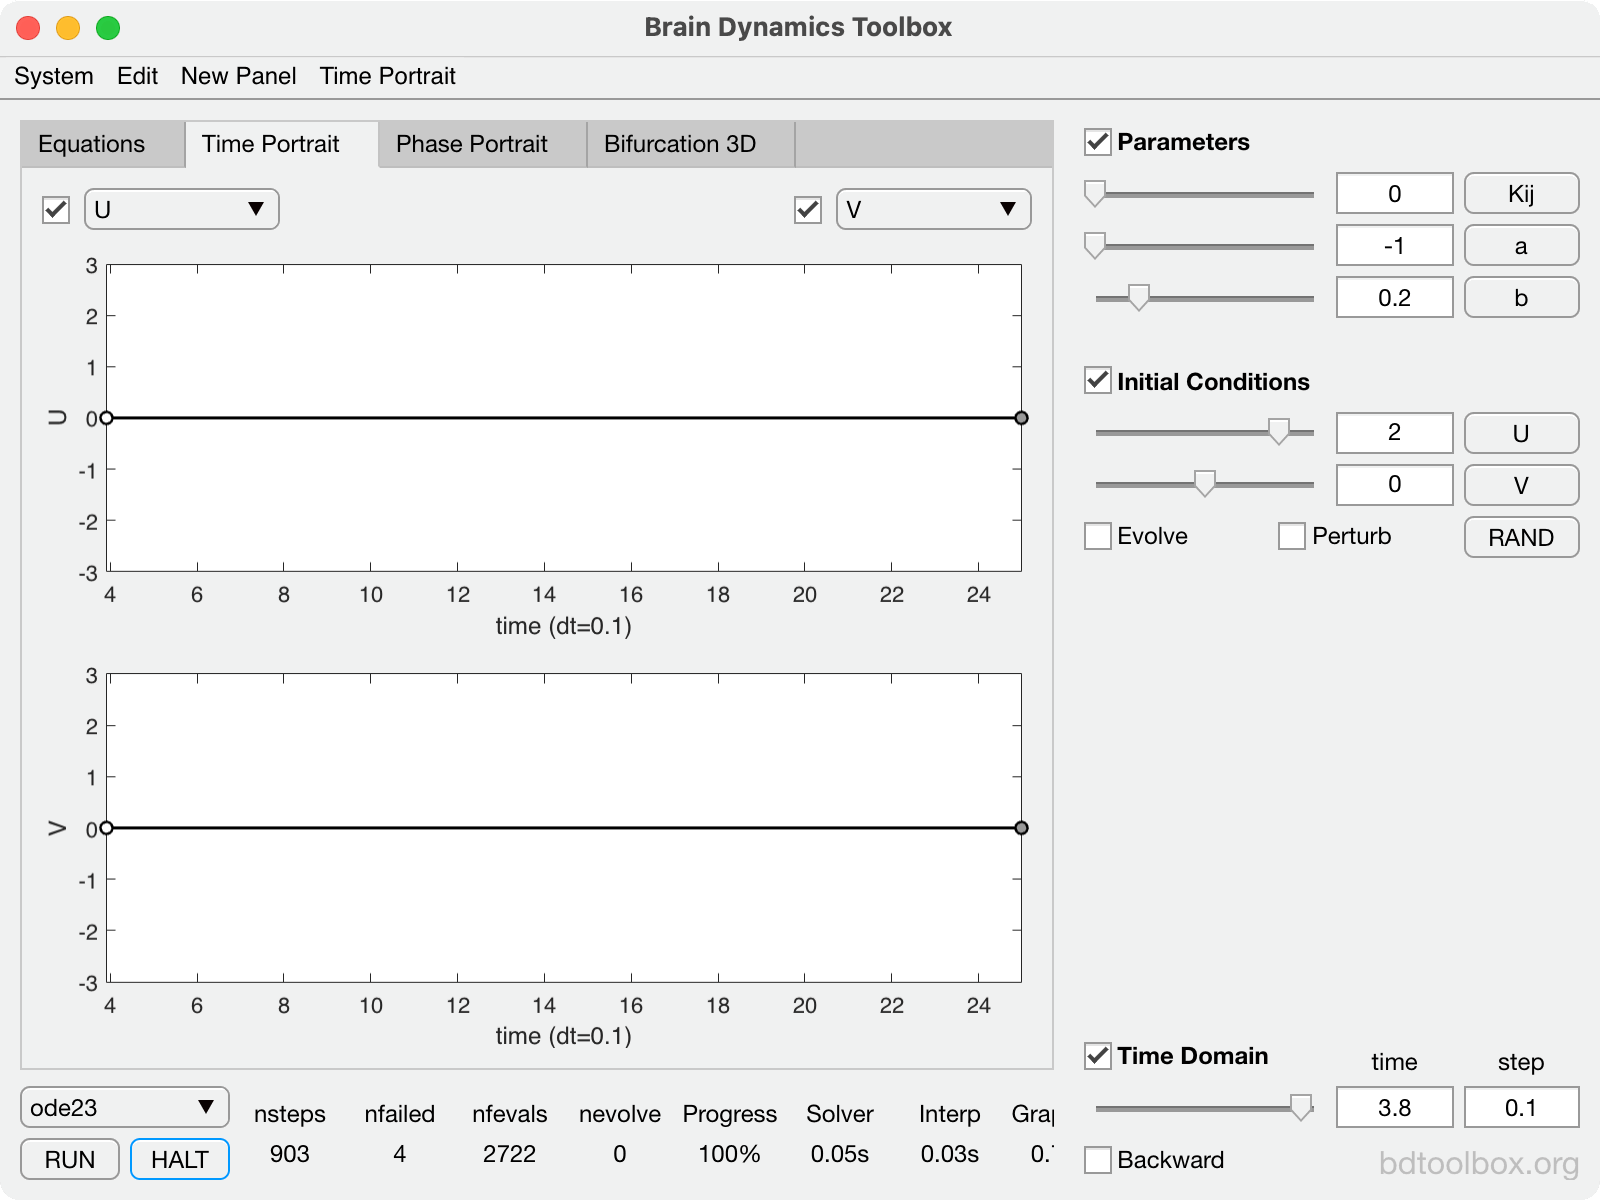 Brain Dynamics Toolbox
System Edit New Panel Time Portrait
Equations Time Portrait Phase Portrait Bifurcation 3D
U V
3
2
1
0
-1
-2
-3
U
4 6 8 10 12 14 16 18 20 22 24
time (dt=0.1)
3
2
1
0
-1
-2
-3
V
4 6 8 10 12 14 16 18 20 22 24
time (dt=0.1)
ode23
RUN HALT
nsteps nfailed nfevals nevolve Progress Solver Interp
903 4 2722 0 100% 0.05s 0.03s
Parameters
0 Kij
-1 a
0.2 b
Initial Conditions
2 U
0 V
Evolve Perturb RAND
Time Domain time step
3.8 0.1
Backward
bdtoolbox.org